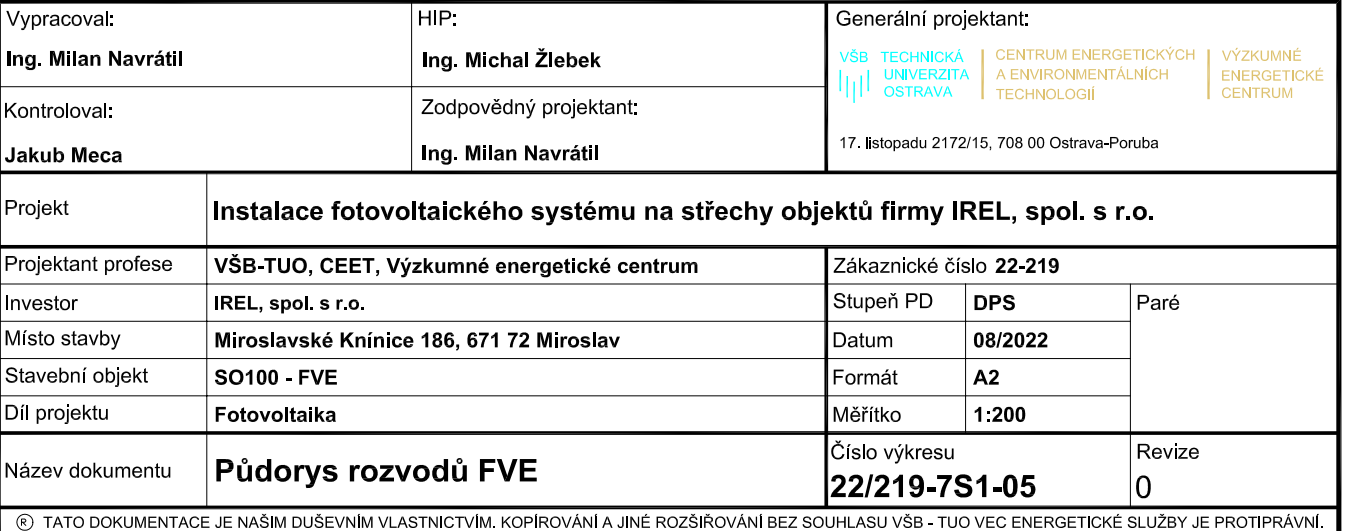 Vypracoval:
Ing. Milan Navrátil
HIP:
Ing. Michal Žlebek
Generální projektant:
VŠB TECHNICKÁ
UNIVERZITA
OSTRAVA
CENTRUM ENERGETICKÝCH
A ENVIRONMENTÁLNÍCH
TECHNOLOGIÍ
VÝZKUMNÉ
ENERGETICKÉ
CENTRUM
17. listopadu 2172/15, 708 00 Ostrava-Poruba
Kontroloval:
Jakub Meca
Zodpovědný projektant:
Ing. Milan Navrátil
Projekt
Instalace fotovoltaického systému na střechy objektů firmy IREL, spol. s r.o.
Projektant profese
VŠB-TUO, CEET, Výzkumné energetické centrum
Zákaznické číslo 22-219
Investor
IREL, spol. s r.o.
Stupeň PD
DPS
Paré
Místo stavby
Miroslavské Knínice 186, 671 72 Miroslav
Datum
08/2022
Stavební objekt
SO100 - FVE
Formát
A2
Díl projektu
Fotovoltaika
Měřítko
1:200
Název dokumentu
Půdorys rozvodů FVE
Číslo výkresu
22/219-7S1-05
Revize
0
® TATO DOKUMENTACE JE NAŠIM DUŠEVNÍM VLASTNICTVÍM. KOPÍROVÁNÍ A JINÉ ROZŠIŘOVÁNÍ BEZ SOUHLASU VŠB - TUO VEC ENERGETICKÉ SLUŽBY JE PROTIPRÁVNÍ.